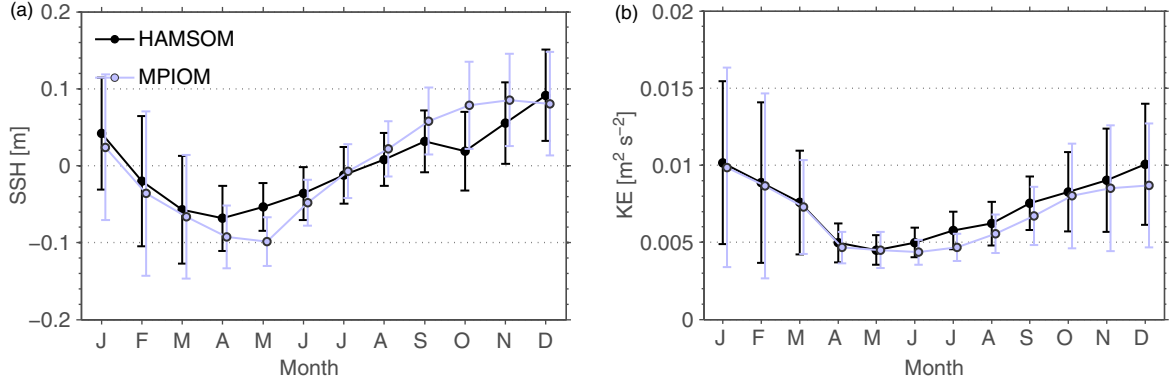 (a)
0.2
0.1
0
−0.1
−0.2
SSH [m]
HAMSOM
MPIOM
J F M A M J J A S O N D
Month
(b)
0.02
0.015
0.01
0.005
0
KE [m² s⁻²]
J F M A M J J A S O N D
Month